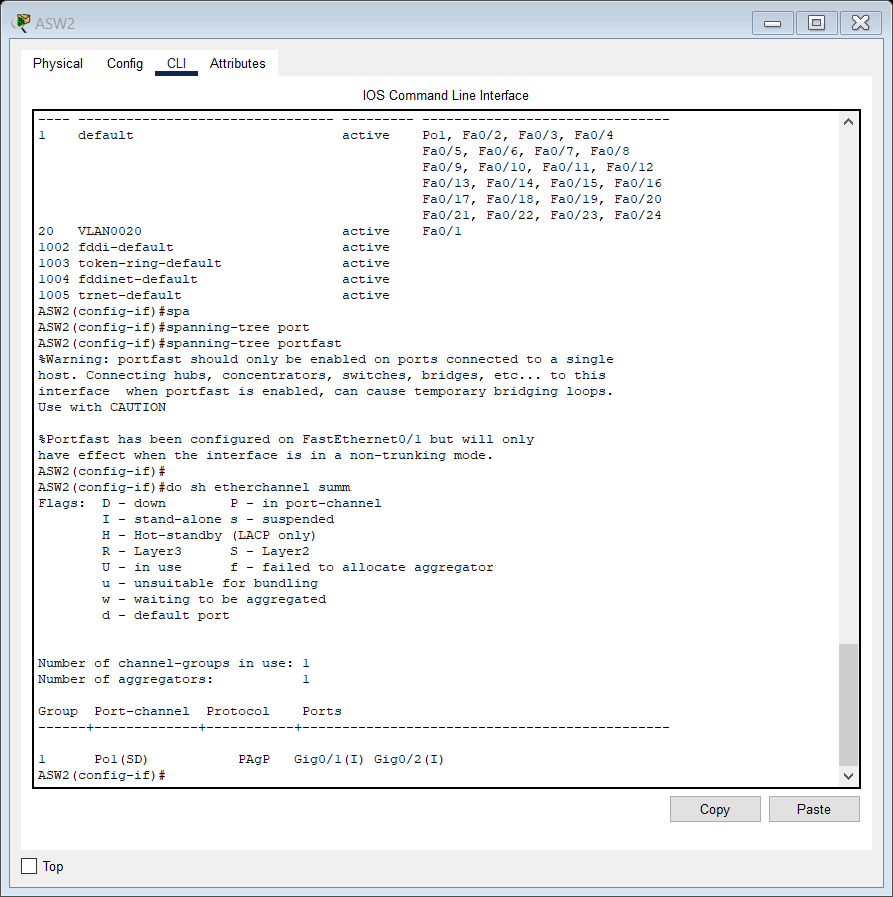 ASW2
Physical Config CLI Attributes
IOS Command Line Interface
---- -------------------------------- --------- -------------------------------
1    default                          active    Po1, Fa0/2, Fa0/3, Fa0/4
                                                Fa0/5, Fa0/6, Fa0/7, Fa0/8
                                                Fa0/9, Fa0/10, Fa0/11, Fa0/12
                                                Fa0/13, Fa0/14, Fa0/15, Fa0/16
                                                Fa0/17, Fa0/18, Fa0/19, Fa0/20
                                                Fa0/21, Fa0/22, Fa0/23, Fa0/24
20   VLAN0020                         active    Fa0/1
1002 fddi-default                     active
1003 token-ring-default               active
1004 fddinet-default                  active
1005 trnet-default                    active
ASW2(config-if)#spa
ASW2(config-if)#spanning-tree port
ASW2(config-if)#spanning-tree portfast
%Warning: portfast should only be enabled on ports connected to a single
host. Connecting hubs, concentrators, switches, bridges, etc... to this
interface  when portfast is enabled, can cause temporary bridging loops.
Use with CAUTION
%Portfast has been configured on FastEthernet0/1 but will only
have effect when the interface is in a non-trunking mode.
ASW2(config-if)#
ASW2(config-if)#do sh etherchannel summ
Flags:  D - down        P - in port-channel
        I - stand-alone s - suspended
        H - Hot-standby (LACP only)
        R - Layer3      S - Layer2
        U - in use      f - failed to allocate aggregator
        u - unsuitable for bundling
        w - waiting to be aggregated
        d - default port
Number of channel-groups in use: 1
Number of aggregators:           1
Group  Port-channel  Protocol    Ports
------+-------------+-----------+----------------------------------------------
1      Po1(SD)           PAgP   Gig0/1(I) Gig0/2(I)
ASW2(config-if)#
Copy Paste
Top